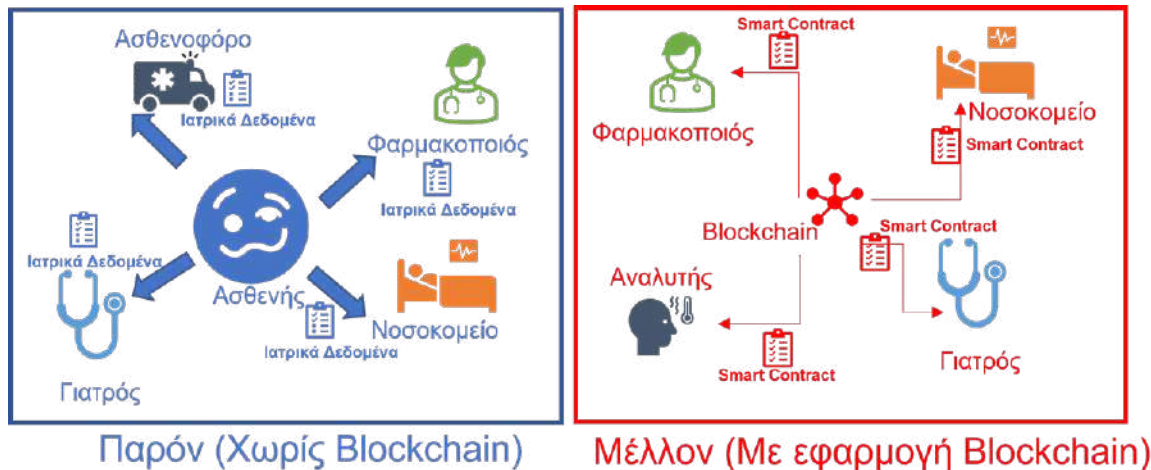 Ασθενοφόρο
Ιατρικά Δεδομένα
Φαρμακοποιός
Ιατρικά Δεδομένα
Ιατρικά Δεδομένα
Ασθενής
Νοσοκομείο
Ιατρικά Δεδομένα
Γιατρός
Παρόν (Χωρίς Blockchain)
Smart Contract
Φαρμακοποιός
Νοσοκομείο
Smart Contract
Blockchain
Smart Contract
Αναλυτής
Γιατρός
Smart Contract
Μέλλον (Με εφαρμογή Blockchain)